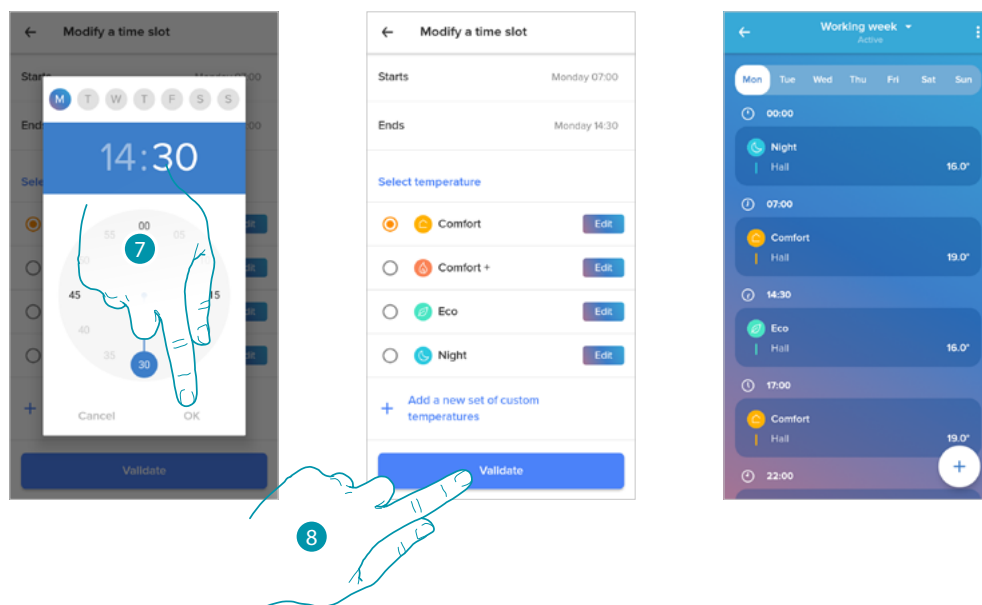 Modify a time slot
Starts
Monday 07:00
M T W T F S S
14:30
00
55
05
45
15
40
35
30
Cancel
OK
Validate
7
Modify a time slot
Starts
Monday 07:00
Ends
Monday 14:30
Select temperature
Comfort
Edit
Comfort +
Edit
Eco
Edit
Night
Edit
+ Add a new set of custom
temperatures
Validate
8
Working week
Active
Mon Tue Wed Thu Fri Sat Sun
00:00
Night
Hall
16.0°
07:00
Comfort
Hall
19.0°
14:30
Eco
Hall
16.0°
17:00
Comfort
Hall
19.0°
22:00
+